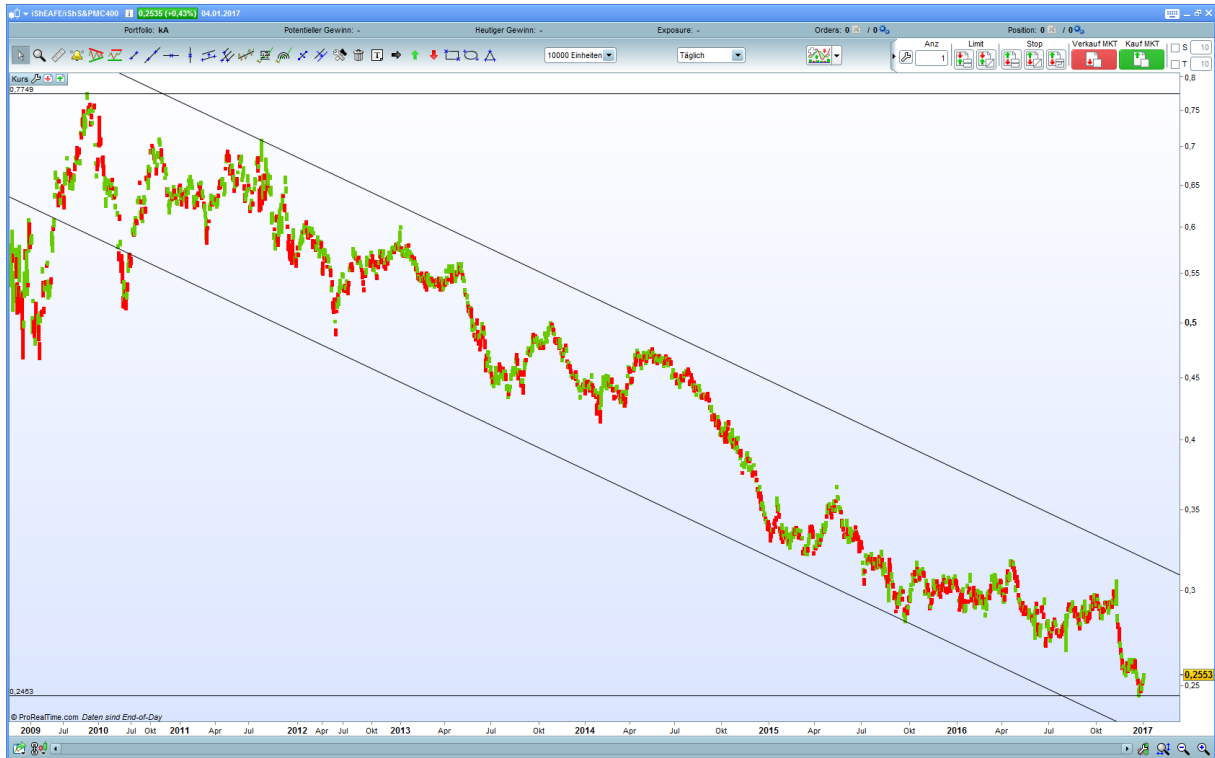 iShEAFE/iShS&PMC400 0,2535 (+0,43%) 04.01.2017
Portfolio: kA Potentieller Gewinn: - Heutiger Gewinn: - Exposure: - Orders: 0 / 0 Position: 0 / 0
10000 Einheiten Täglich Anz 1 Limit Stop Verkauf MKT Kauf MKT S 10
T 10
Kurs
0,8
0,7749
0,75
0,7
0,65
0,6
0,55
0,5
0,45
0,4
0,35
0,3
0,2553
0,25
0,2453
© ProRealTime.com Daten sind End-of-Day
2009 Jul 2010 Jul Okt 2011 Apr Jul 2012 Apr Jul Okt 2013 Apr Jul Okt 2014 Apr Jul Okt 2015 Apr Jul Okt 2016 Apr Jul Okt 2017